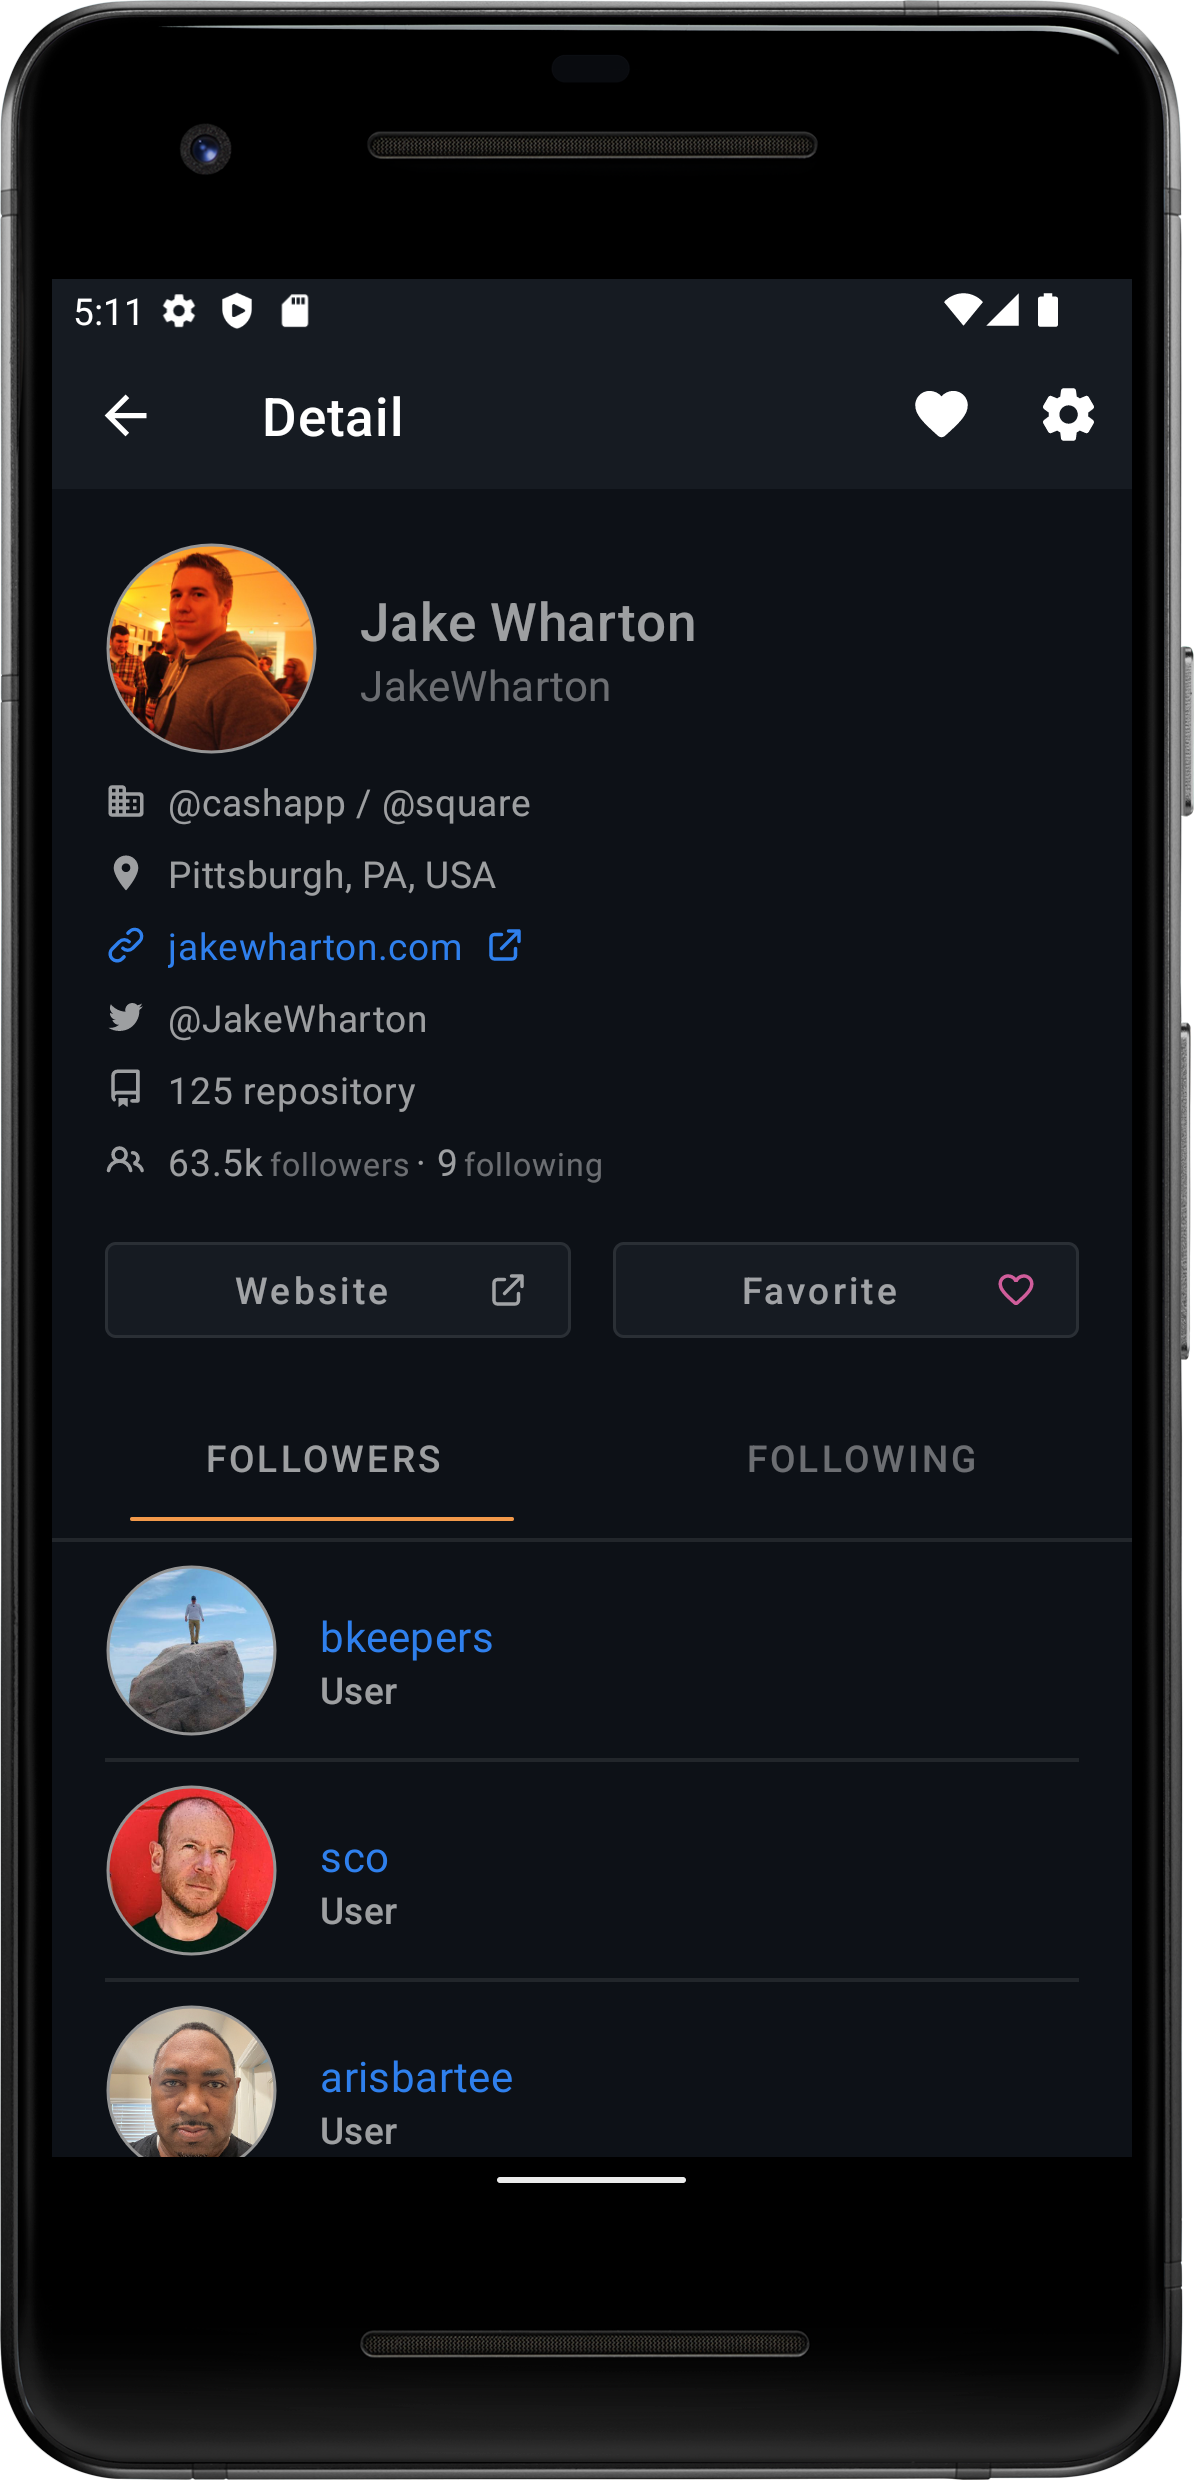 5:11
Detail
Jake Wharton
JakeWharton
@cashapp / @square
Pittsburgh, PA, USA
jakewharton.com
@JakeWharton
125 repository
63.5k followers · 9 following
Website
Favorite
FOLLOWERS
FOLLOWING
bkeepers
User
sco
User
arisbartee
User